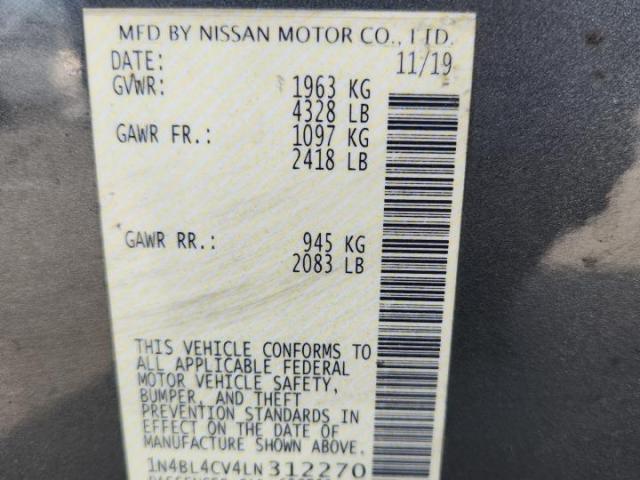 MFD BY NISSAN MOTOR CO., LTD.
DATE: 11/19
GVWR: 1963 KG
4328 LB
GAWR FR.: 1097 KG
2418 LB
GAWR RR.: 945 KG
2083 LB
THIS VEHICLE CONFORMS TO
ALL APPLICABLE FEDERAL
MOTOR VEHICLE SAFETY,
BUMPER, AND THEFT
PREVENTION STANDARDS IN
EFFECT ON THE DATE OF
MANUFACTURE SHOWN ABOVE.
1N4BL4CV4LN312270